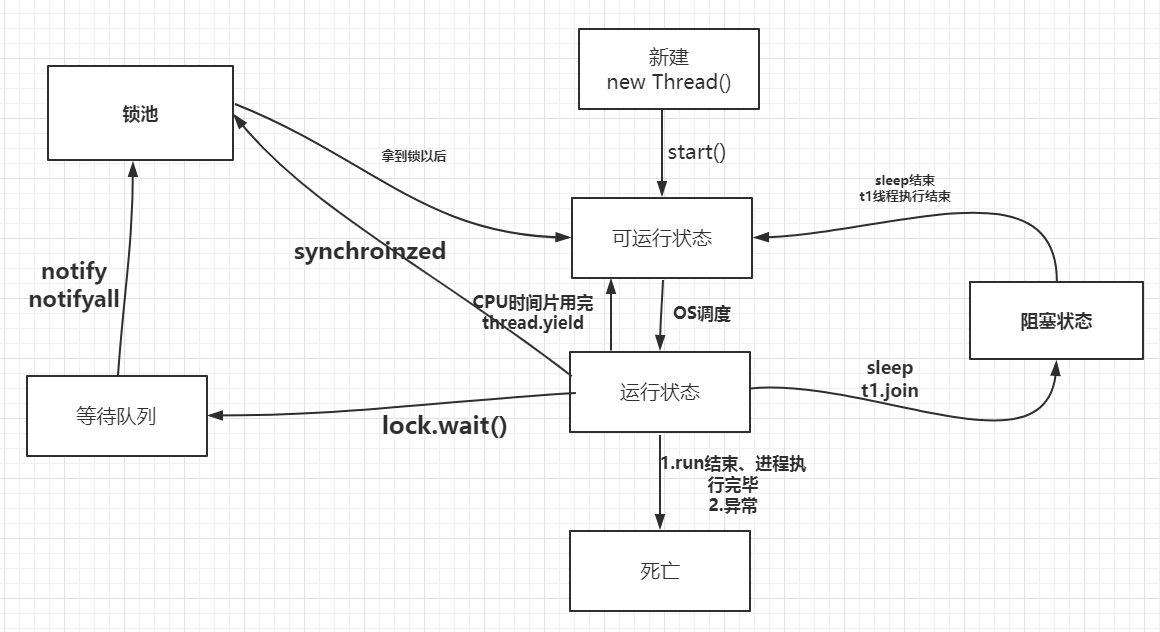 新建
new Thread()
锁池
start()
拿到锁以后
sleep结束
t1线程执行结束
可运行状态
synchroinzed
notify
notifyall
CPU时间片用完
thread.yield
OS调度
阻塞状态
运行状态
sleep
t1.join
等待队列
lock.wait()
1.run结束、进程执
行完毕
2.异常
死亡